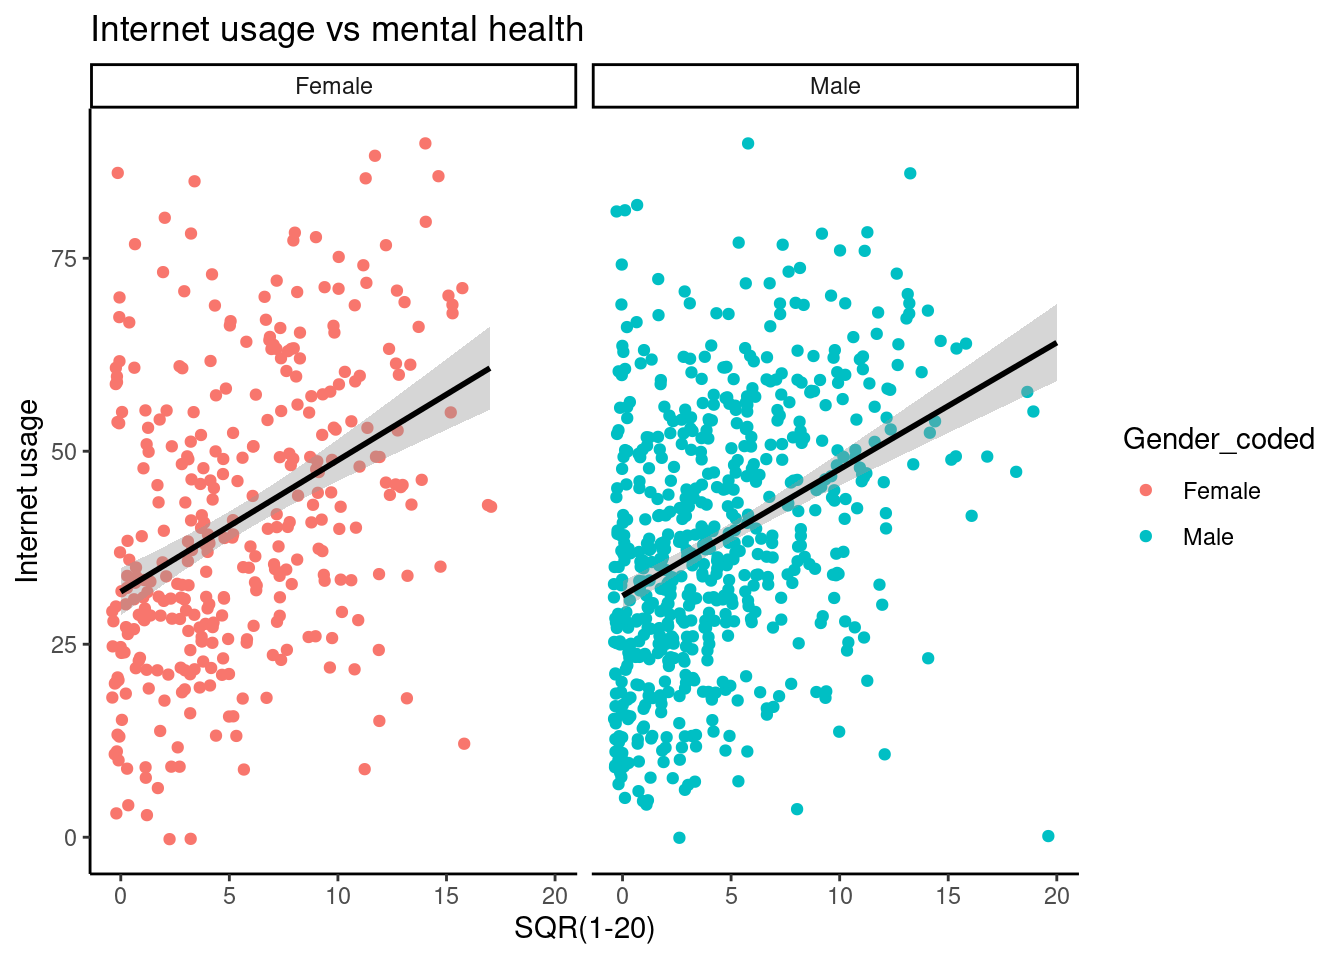 Internet usage vs mental health
Female
Male
Internet usage
75
50
25
0
0 5 10 15 20
0 5 10 15 20
SQR(1-20)
Gender_coded
Female
Male